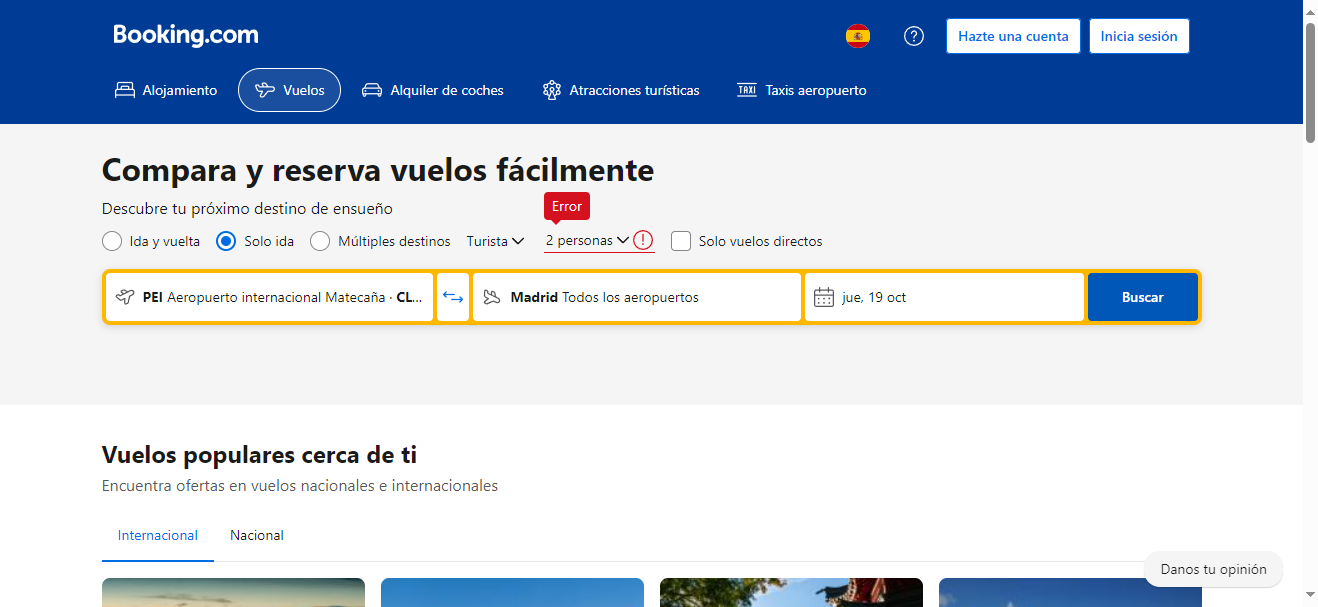 Booking.com
Hazte una cuenta
Inicia sesión
Alojamiento
Vuelos
Alquiler de coches
Atracciones turísticas
TAXI
Taxis aeropuerto
Compara y reserva vuelos fácilmente
Descubre tu próximo destino de ensueño
Error
Ida y vuelta
Solo ida
Múltiples destinos
Turista
2 personas
Solo vuelos directos
PEI Aeropuerto internacional Matecaña · CL...
Madrid Todos los aeropuertos
jue, 19 oct
Buscar
Vuelos populares cerca de ti
Encuentra ofertas en vuelos nacionales e internacionales
Internacional
Nacional
Danos tu opinión